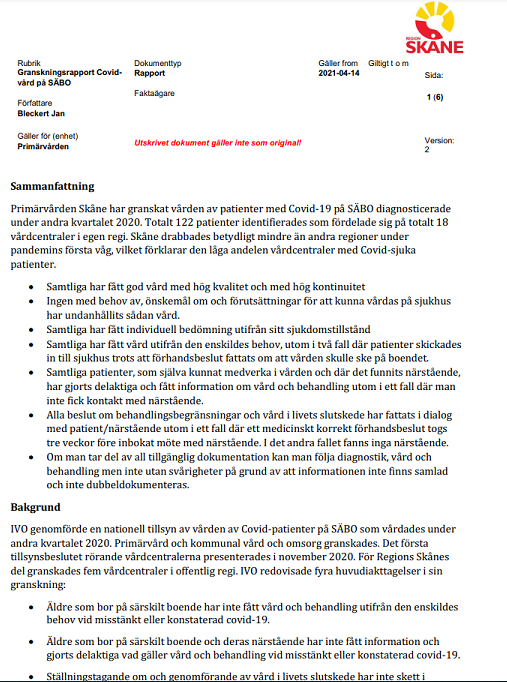 REGION
SKÅNE
Rubrik
Granskningsrapport Covid-
vård på SÄBO
Dokumenttyp
Rapport
Gäller from
2021-04-14
Giltigt t o m
Sida:
Faktaägare
1 (6)
Författare
Bleckert Jan
Gäller för (enhet)
Primärvården
Utskrivet dokument gäller inte som original!
Version:
2
Sammanfattning
Primärvården Skåne har granskat vården av patienter med Covid-19 på SÄBO diagnosticerade
under andra kvartalet 2020. Totalt 122 patienter identifierades som fördelade sig på totalt 18
vårdcentraler i egen regi. Skåne drabbades betydligt mindre än andra regioner under
pandemins första våg, vilket förklarar den låga andelen vårdcentraler med Covid-sjuka
patienter.
• Samtliga har fått god vård med hög kvalitet och med hög kontinuitet
• Ingen med behov av, önskemål om och förutsättningar för att kunna vårdas på sjukhus
har undanhållits sådan vård.
• Samtliga har fått individuell bedömning utifrån sitt sjukdomstillstånd
• Samtliga har fått vård utifrån den enskildes behov, utom i två fall där patienter skickades
in till sjukhus trots att förhandsbeslut fattats om att vården skulle ske på boendet.
• Samtliga patienter, som själva kunnat medverka i vården och där det funnits närstående,
har gjorts delaktiga och fått information om vård och behandling utom i ett fall där man
inte fick kontakt med närstående.
• Alla beslut om behandlingsbegränsningar och vård i livets slutskede har fattats i dialog
med patient/närstående utom i ett fall där ett medicinskt korrekt förhandsbeslut togs
tre veckor före inbokat möte med närstående. I det andra fallet fanns inga närstående.
• Om man tar del av all tillgänglig dokumentation kan man följa diagnostik, vård och
behandling men inte utan svårigheter på grund av att informationen inte finns samlad
och inte dubbeldokumenteras.
Bakgrund
IVO genomförde en nationell tillsyn av vården av Covid-patienter på SÄBO som vårdades under
andra kvartalet 2020. Primärvård och kommunal vård och omsorg granskades. Det första
tillsynsbeslutet rörande vårdcentralerna presenterades i november 2020. För Regions Skånes
del granskades fem vårdcentraler i offentlig regi. IVO redovisade fyra huvudiakttagelser i sin
granskning:
• Äldre som bor på särskilt boende har inte fått vård och behandling utifrån den enskildes
behov vid misstänkt eller konstaterad covid-19.
• Äldre som bor på särskilt boende och deras närstående har inte fått information och
gjorts delaktiga vad gäller vård och behandling vid misstänkt eller konstaterad covid-19.
• Ställningstagande om och genomförande av vård i livets slutskede har inte skett i